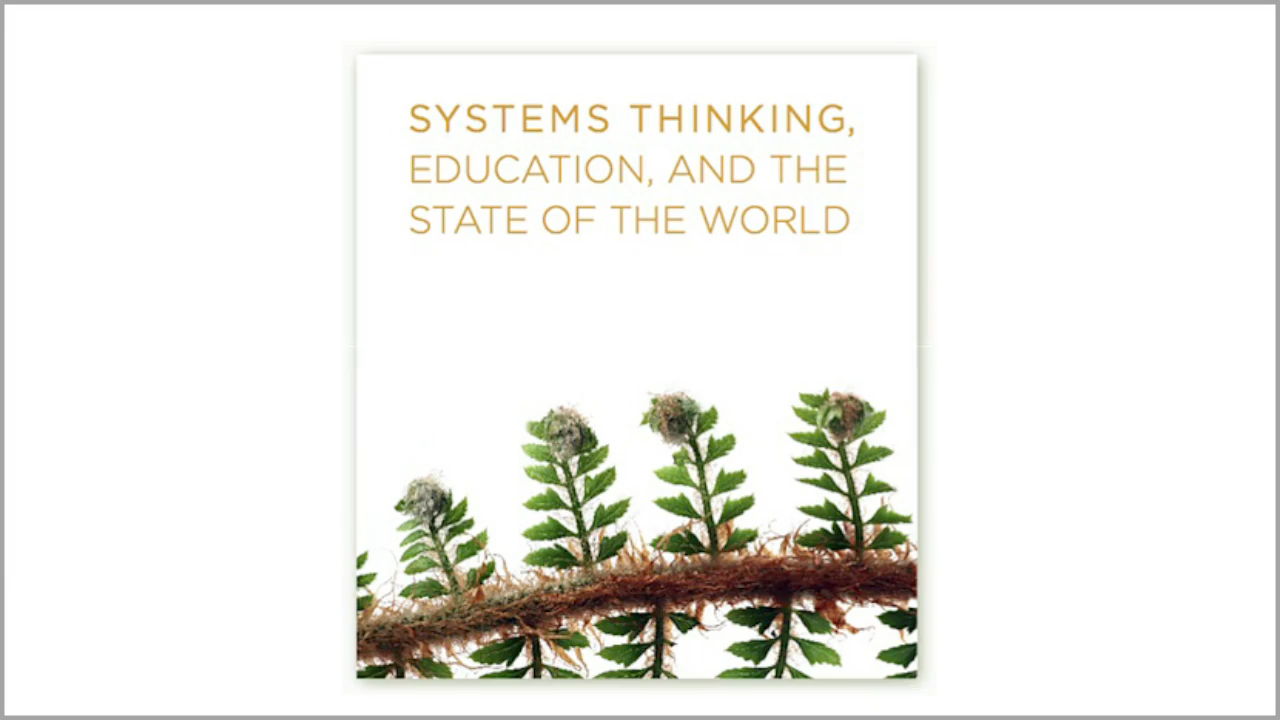 SYSTEMS THINKING,
EDUCATION, AND THE
STATE OF THE WORLD